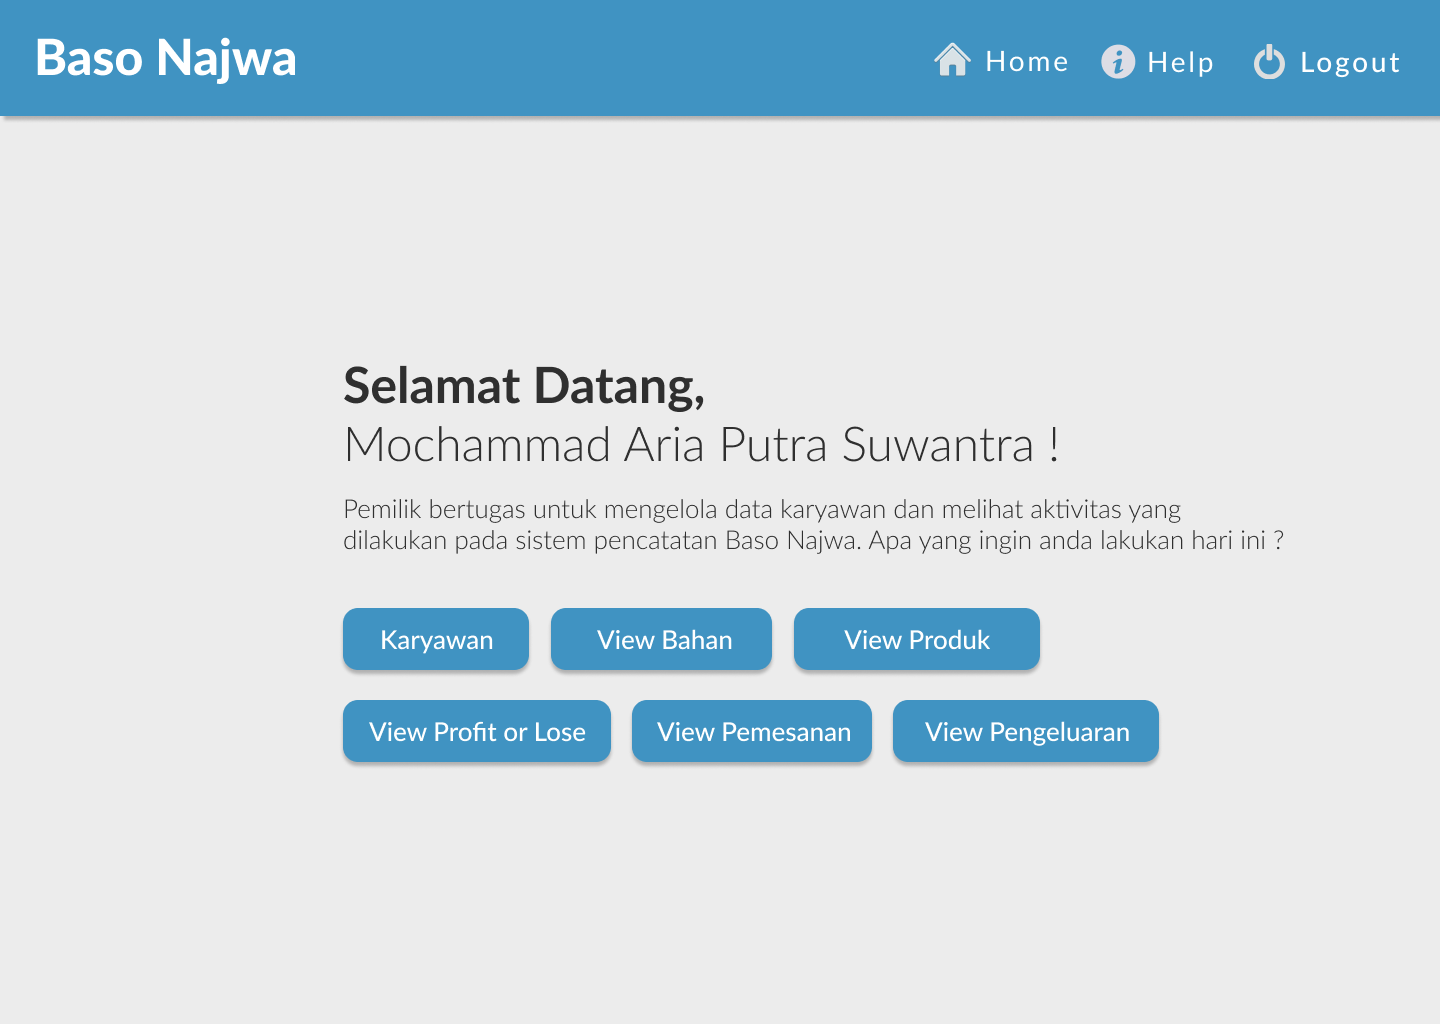 Baso Najwa
Home
Help
Logout
Selamat Datang,
Mochammad Aria Putra Suwantra !
Pemilik bertugas untuk mengelola data karyawan dan melihat aktivitas yang
dilakukan pada sistem pencatatan Baso Najwa. Apa yang ingin anda lakukan hari ini ?
Karyawan
View Bahan
View Produk
View Profit or Lose
View Pemesanan
View Pengeluaran